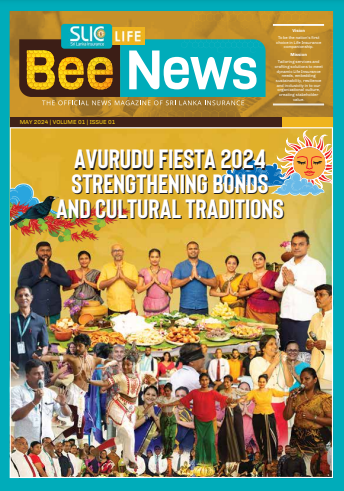 SLIC LIFE
Sri Lanka Insurance
Bee News
THE OFFICIAL NEWS MAGAZINE OF SRI LANKA INSURANCE
Vision
Mission
MAY 2024 | VOLUME 01 | ISSUE 01
AVURUDU FIESTA 2024
STRENGTHENING BONDS
AND CULTURAL TRADITIONS